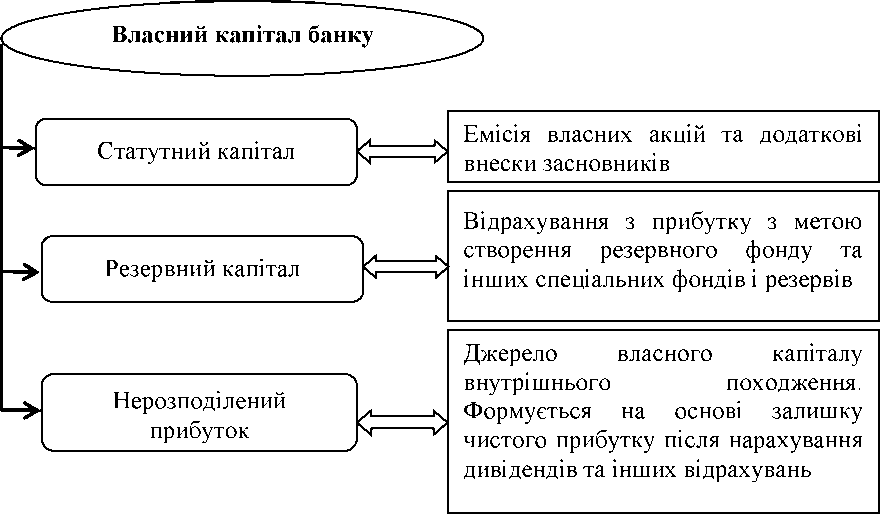 Власний капітал банку
Статутний капітал
Емісія власних акцій та додаткові
внески засновників
Резервний капітал
Відрахування з прибутку з метою
створення резервного фонду та
інших спеціальних фондів і резервів
Нерозподілений
прибуток
Джерело власного капіталу
внутрішнього походження.
Формується на основі залишку
чистого прибутку після нарахування
дивідендів та інших відрахувань